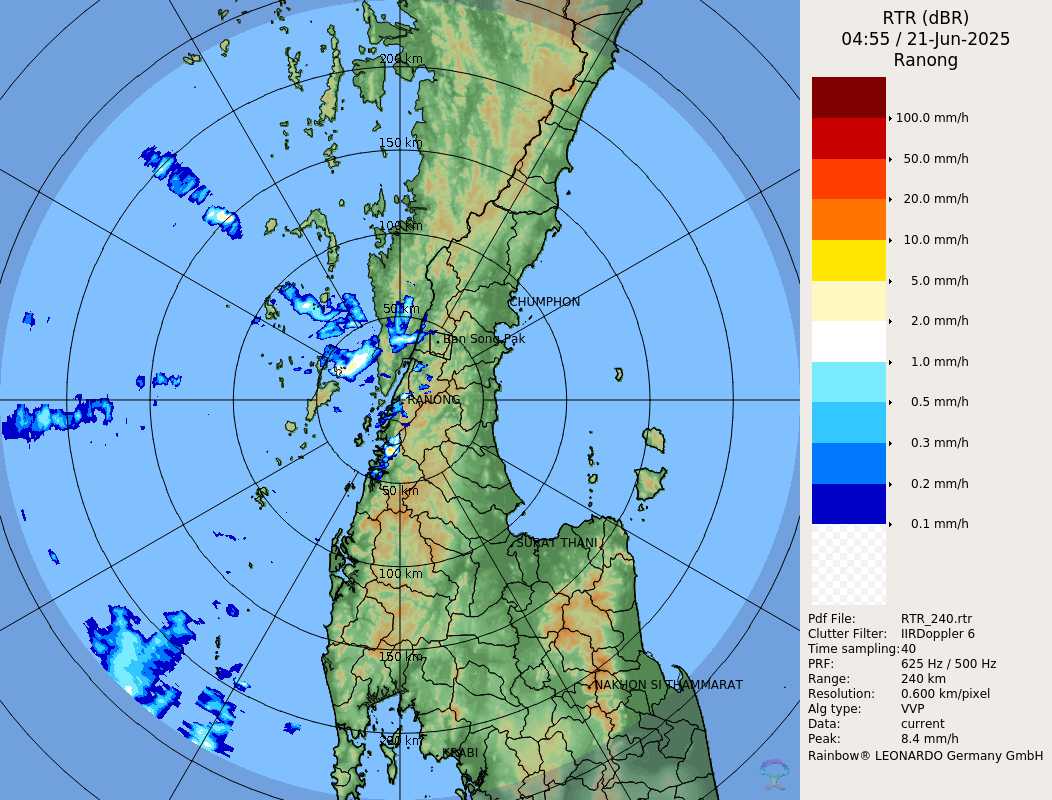 RTR (dBR)
04:55 / 21-Jun-2025
Ranong
100.0 mm/h
50.0 mm/h
20.0 mm/h
10.0 mm/h
5.0 mm/h
2.0 mm/h
1.0 mm/h
0.5 mm/h
0.3 mm/h
0.2 mm/h
0.1 mm/h
Pdf File: RTR_240.rtr
Clutter Filter: IIRDoppler 6
Time sampling: 40
PRF: 625 Hz / 500 Hz
Range: 240 km
Resolution: 0.600 km/pixel
Alg type: VVP
Data: current
Peak: 8.4 mm/h
Rainbow® LEONARDO Germany GmbH
200 km
150 km
100 km
CHUMPHON
50 km
Ban Song Pak
RANONG
50 km
SURAT THANI
100 km
150 km
NAKHON SI THAMMARAT
200 km
KRABI